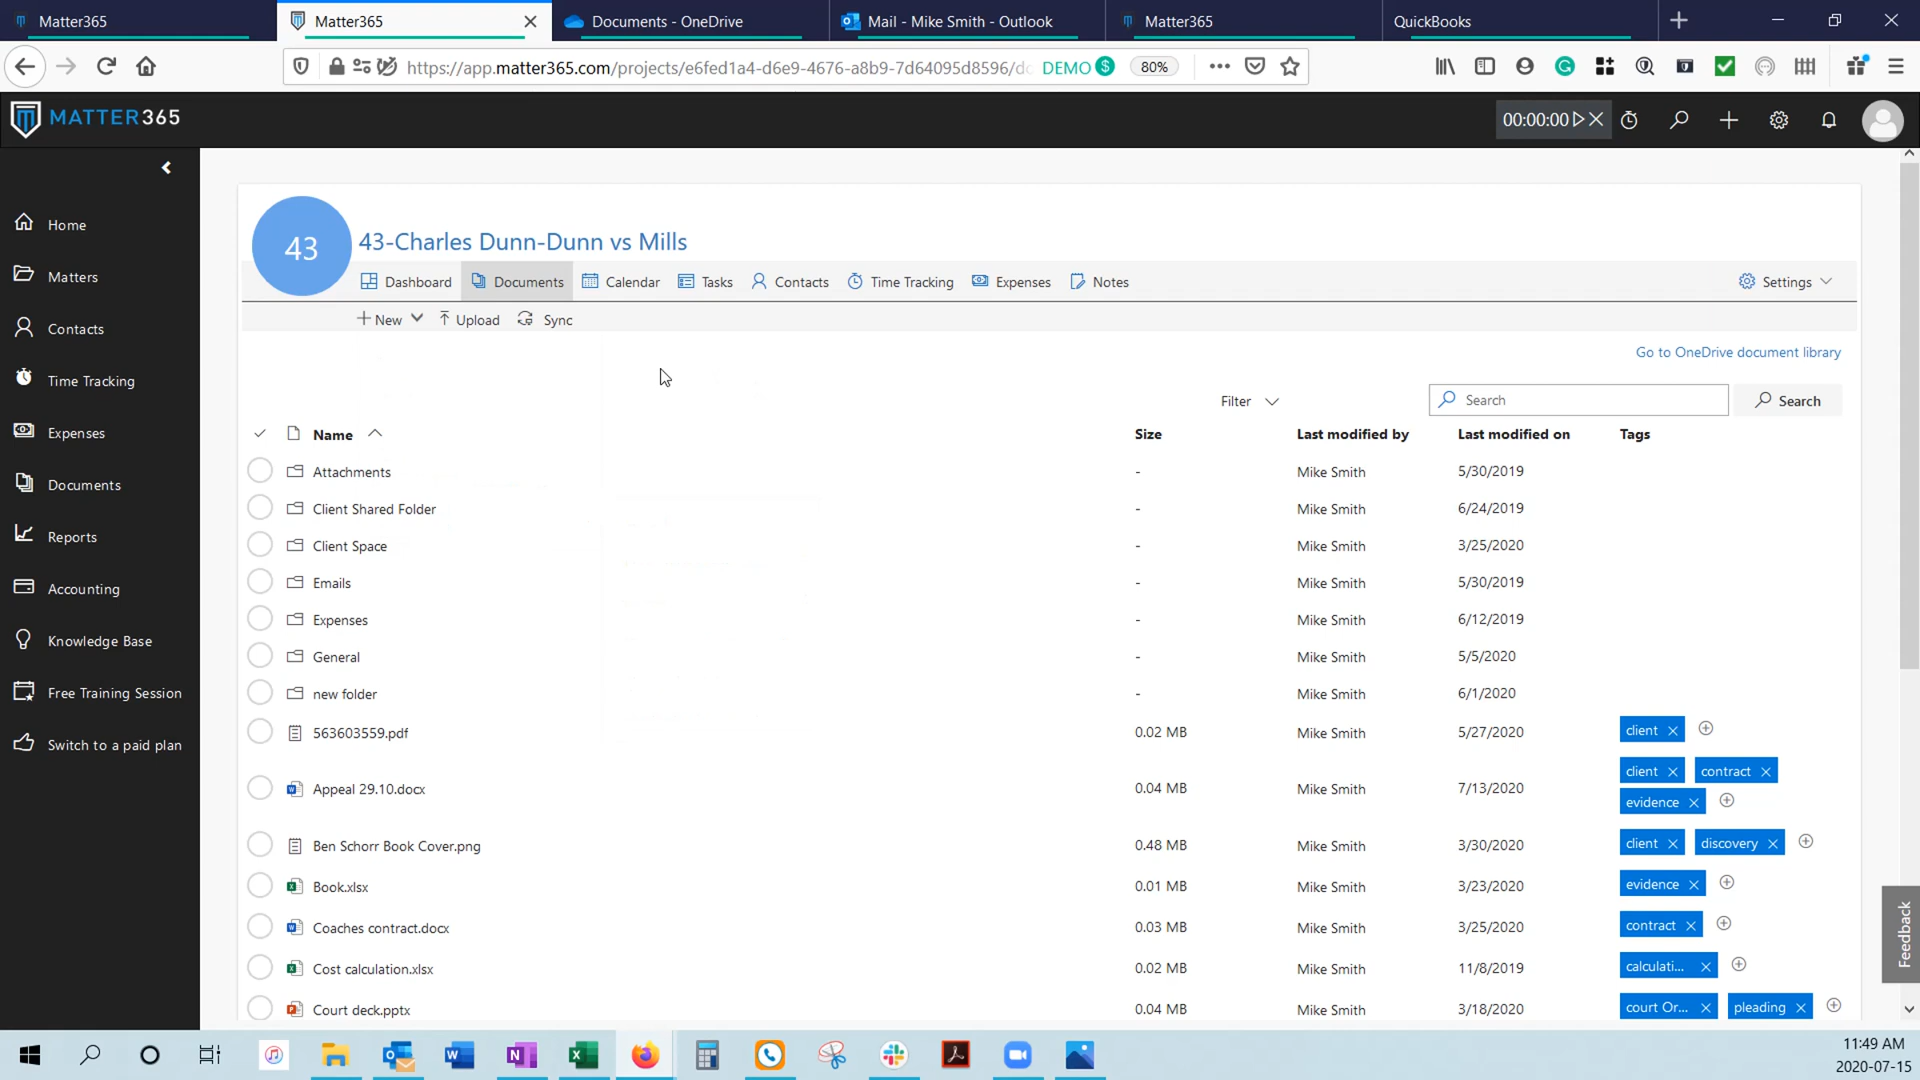 Matter365
Matter365
Documents - OneDrive
Mail - Mike Smith - Outlook
Matter365
QuickBooks
https://app.matter365.com/projects/e6fed1a4-d6e9-4676-a8b9-7d64095d8596/do
DEMO
80%
MATTER365
00:00:00
Home
Matters
Contacts
Time Tracking
Expenses
Documents
Reports
Accounting
Knowledge Base
Free Training Session
Switch to a paid plan
43
43-Charles Dunn-Dunn vs Mills
Dashboard Documents Calendar Tasks Contacts Time Tracking Expenses Notes Settings
New Upload Sync
Go to OneDrive document library
Filter Search Search
Name Size Last modified by Last modified on Tags
Attachments - Mike Smith 5/30/2019
Client Shared Folder - Mike Smith 6/24/2019
Client Space - Mike Smith 3/25/2020
Emails - Mike Smith 5/30/2019
Expenses - Mike Smith 6/12/2019
General - Mike Smith 5/5/2020
new folder - Mike Smith 6/1/2020
563603559.pdf 0.02 MB Mike Smith 5/27/2020 client
Appeal 29.10.docx 0.04 MB Mike Smith 7/13/2020 client contract
evidence
Ben Schorr Book Cover.png 0.48 MB Mike Smith 3/30/2020 client discovery
Book.xlsx 0.01 MB Mike Smith 3/23/2020 evidence
Coaches contract.docx 0.03 MB Mike Smith 3/25/2020 contract
Cost calculation.xlsx 0.02 MB Mike Smith 11/8/2019 calculati...
Court deck.pptx 0.04 MB Mike Smith 3/18/2020 court Or... pleading
Feedback
11:49 AM
2020-07-15